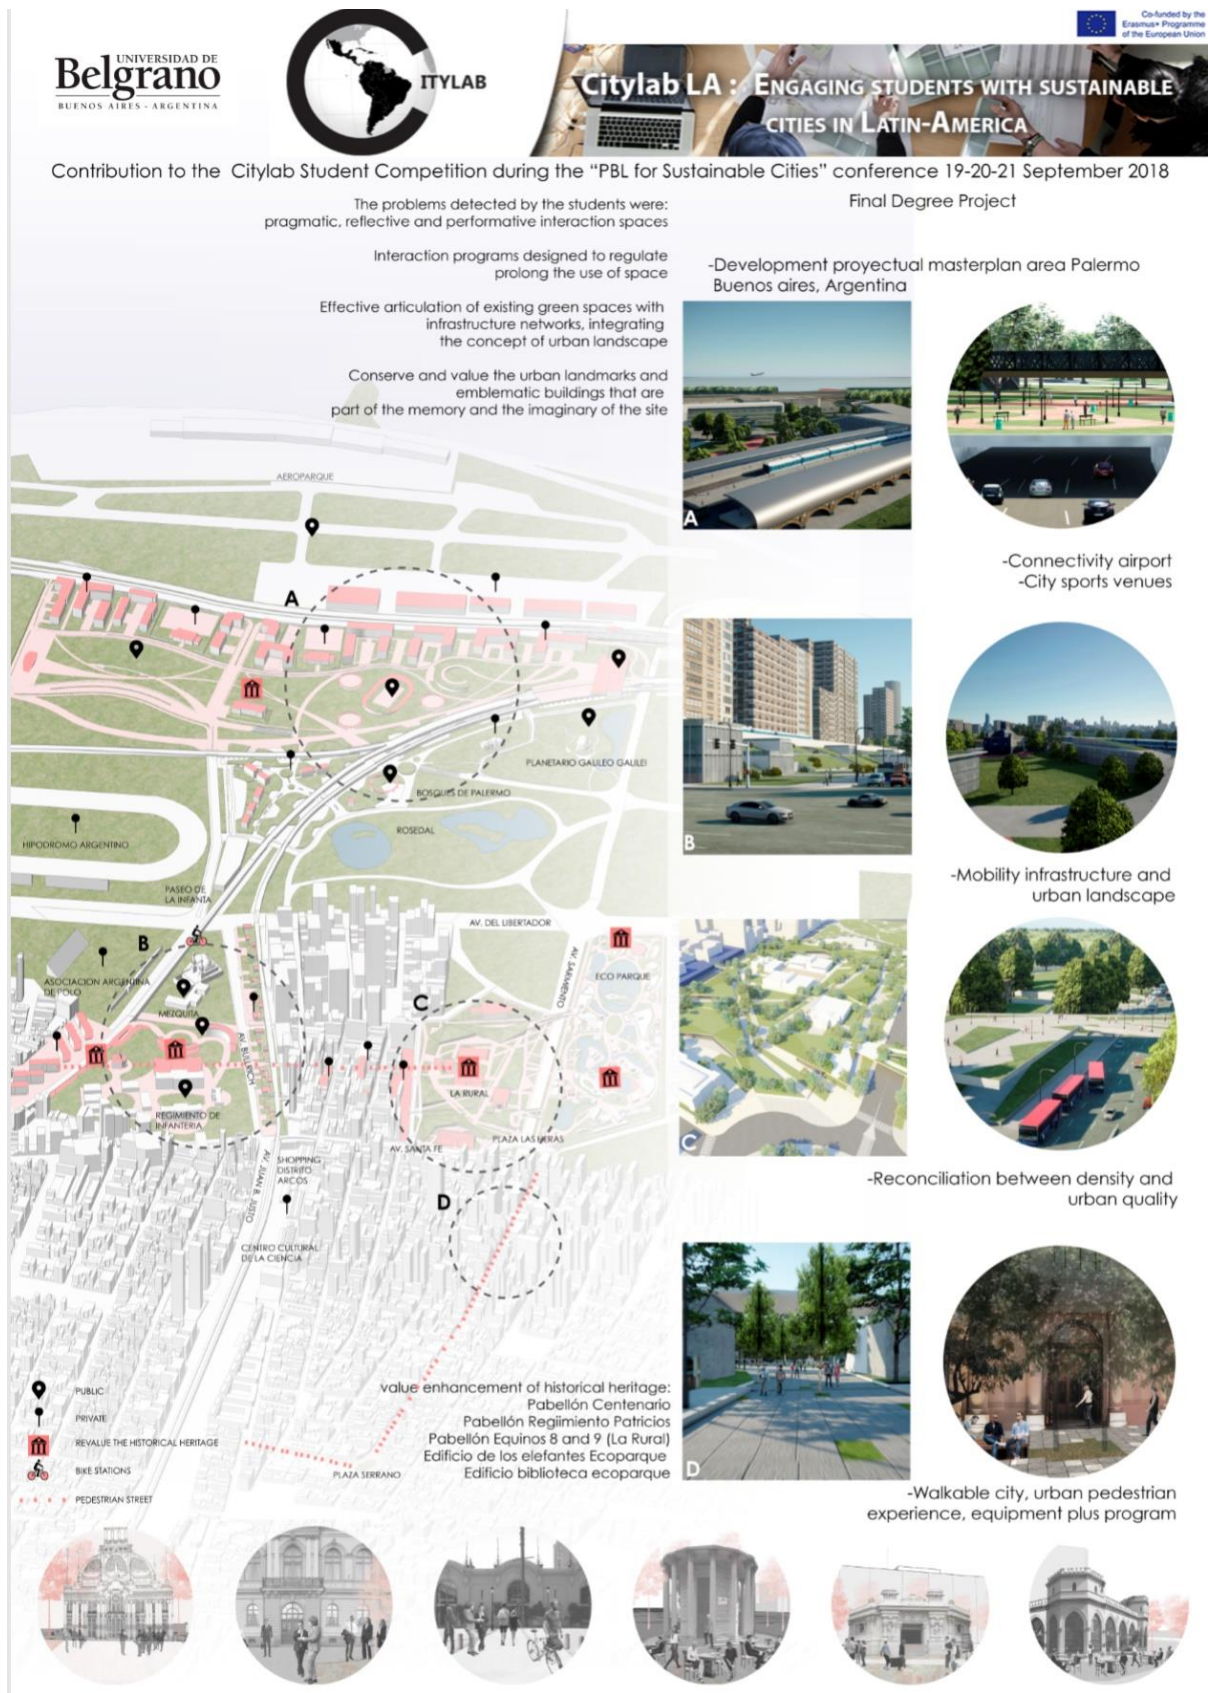 UNIVERSIDAD DE
Belgrano
BUENOS AIRES - ARGENTINA
CITYLAB
Co-funded by the
Erasmus+ Programme
of the European Union
Citylab LA : ENGAGING STUDENTS WITH SUSTAINABLE
CITIES IN LATIN-AMERICA
Contribution to the Citylab Student Competition during the “PBL for Sustainable Cities” conference 19-20-21 September 2018
The problems detected by the students were:
pragmatic, reflective and performative interaction spaces
Interaction programs designed to regulate
prolong the use of space
Effective articulation of existing green spaces with
infrastructure networks, integrating
the concept of urban landscape
Conserve and value the urban landmarks and
emblematic buildings that are
part of the memory and the imaginary of the site
Final Degree Project
-Development proyectual masterplan area Palermo
Buenos aires, Argentina
A
-Connectivity airport
-City sports venues
B
-Mobility infrastructure and
urban landscape
C
-Reconciliation between density and
urban quality
D
-Walkable city, urban pedestrian
experience, equipment plus program
AEROPARQUE
A
PLANETARIO GALILEO GALILEI
BOSQUES DE PALERMO
ROSEDAL
HIPODROMO ARGENTINO
PASEO DE
LA INFANTA
AV. DEL LIBERTADOR
B
ASOCIACION ARGENTINA
DE POLO
MEZQUITA
AV. BULLRICH
AV. SARMIENTO
ECO PARQUE
C
LA RURAL
REGIMIENTO DE
INFANTERIA
PLAZA LAS HERAS
AV. SANTA FE
AV. JUAN B. JUSTO
SHOPPING
DISTRITO
ARCOS
D
CENTRO CULTURAL
DE LA CIENCIA
PUBLIC
PRIVATE
REVALUE THE HISTORICAL HERITAGE
BIKE STATIONS
PEDESTRIAN STREET
PLAZA SERRANO
value enhancement of historical heritage:
Pabellón Centenario
Pabellón Regiimiento Patricios
Pabellón Equinos 8 and 9 (La Rural)
Edificio de los elefantes Ecoparque
Edificio biblioteca ecoparque